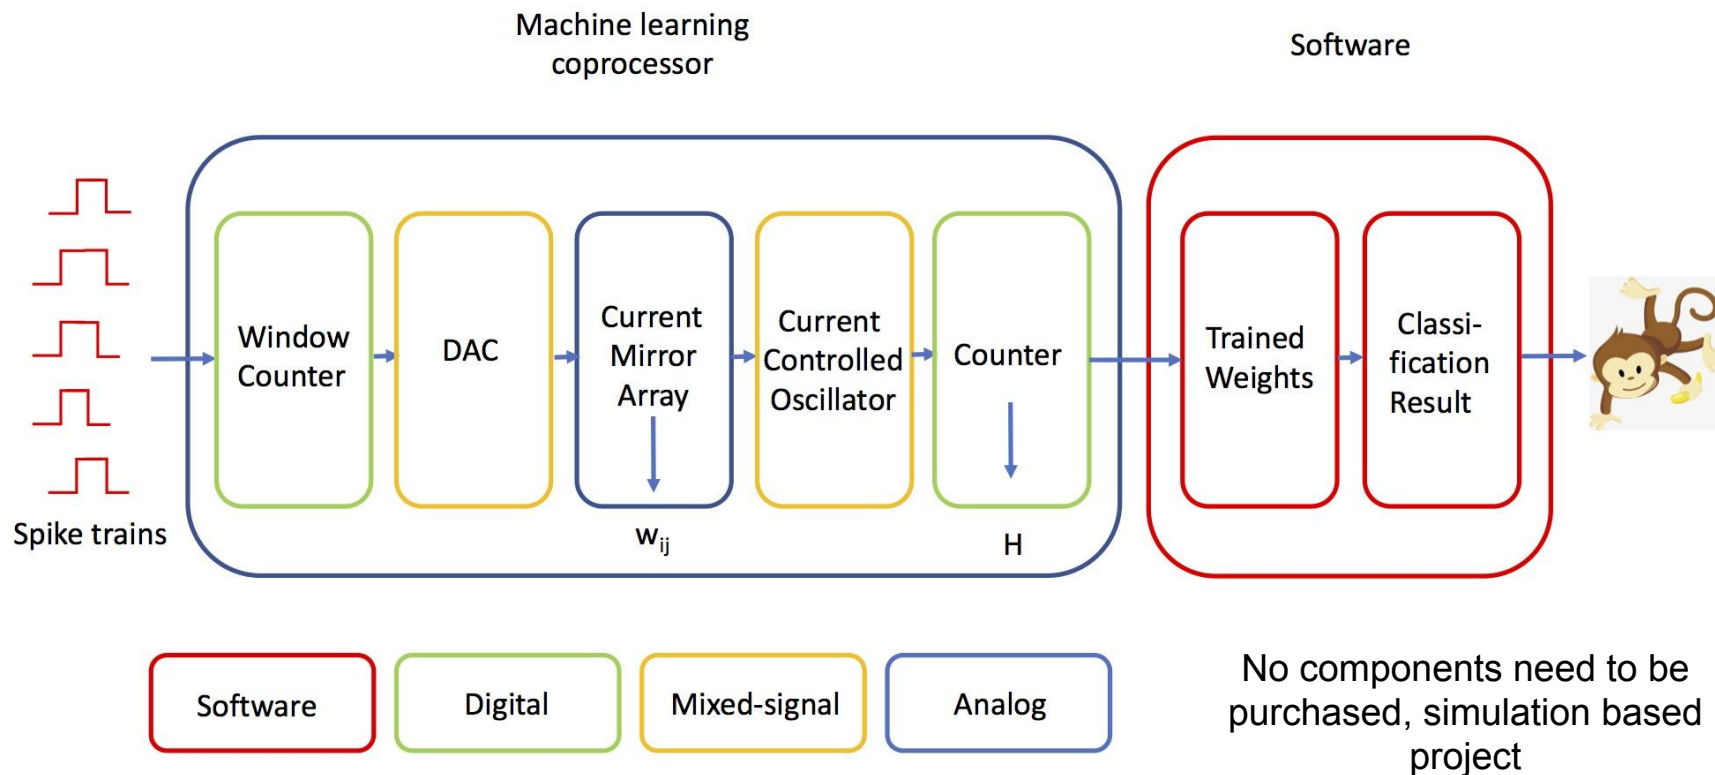 Machine learning
coprocessor
Software
Spike trains
Window
Counter
DAC
Current
Mirror
Array
w_ij
Current
Controlled
Oscillator
Counter
H
Trained
Weights
Classi-
fication
Result
Software
Digital
Mixed-signal
Analog
No components need to be
purchased, simulation based
project